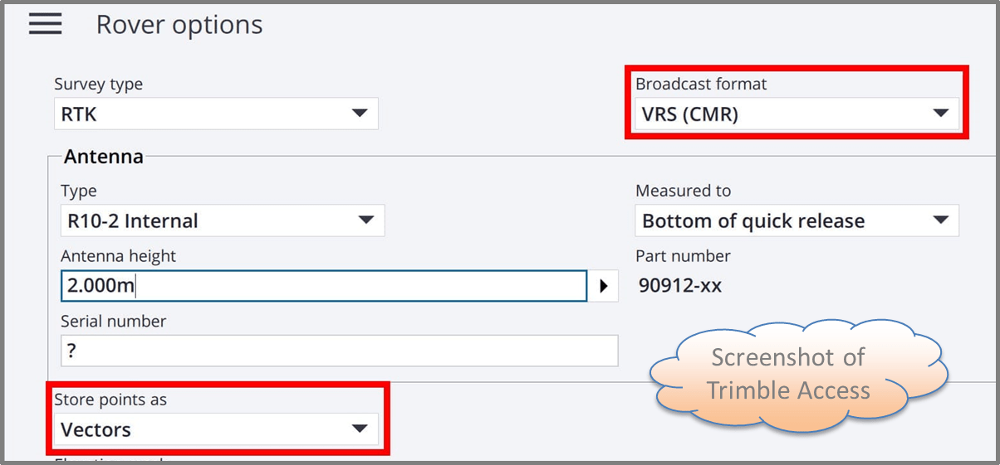 Rover options
Survey type
Broadcast format
RTK
VRS (CMR)
Antenna
Type
Measured to
R10-2 Internal
Bottom of quick release
Antenna height
Part number
2.000m
90912-xx
Serial number
?
Screenshot of
Trimble Access
Store points as
Vectors